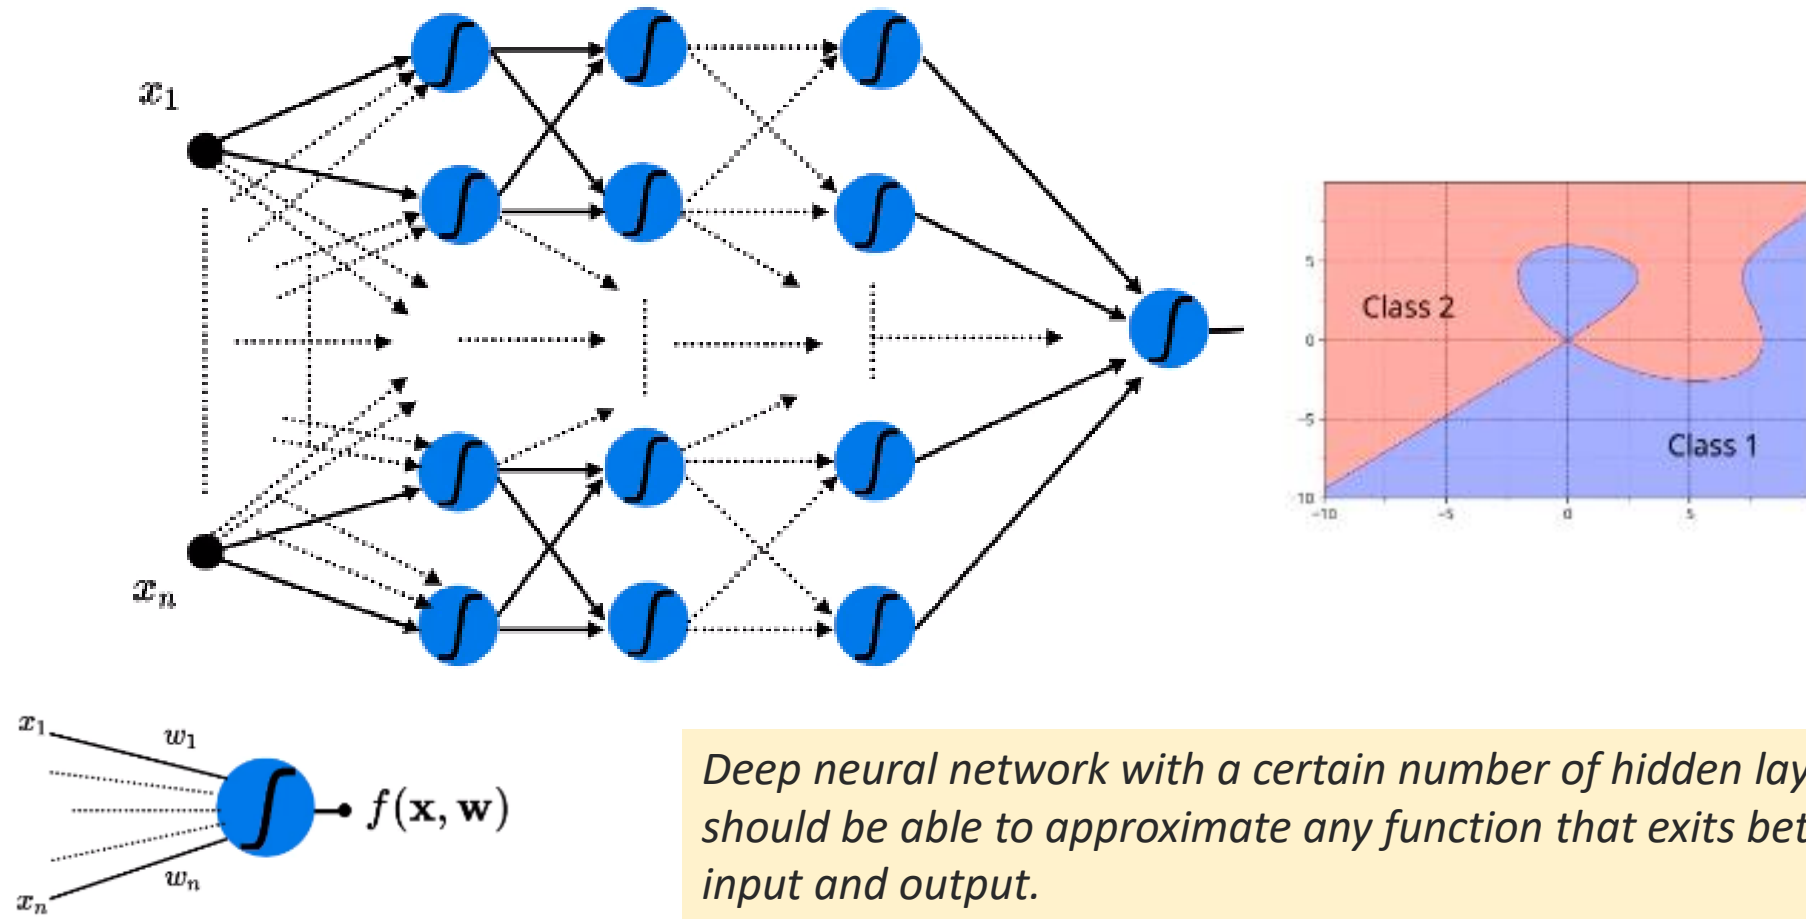 x₁
xₙ
Class 2
Class 1
5
0
−5
10
−10
−5
0
5
x₁
w₁
f(x, w)
wₙ
xₙ
Deep neural network with a certain number of hidden lay
should be able to approximate any function that exits bet
input and output.